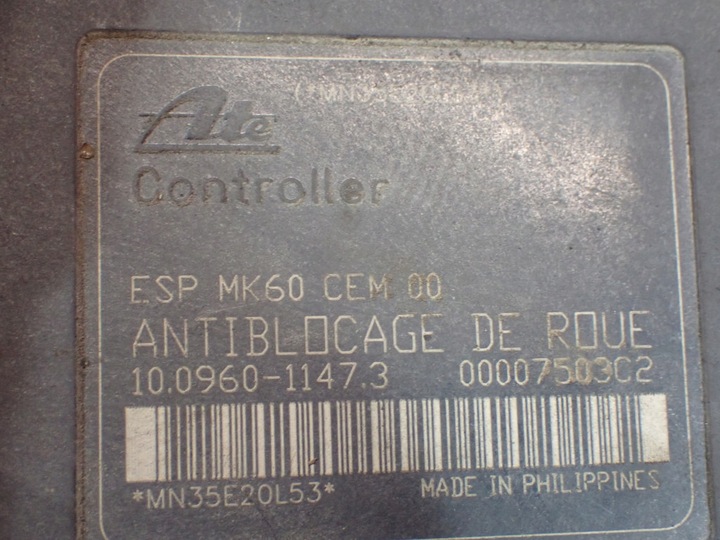 Ate
Controller
ESP MK60 CEM 00
ANTIBLOCAGE DE ROUE
10.0960-1147.3 00007503C2
*MN35E20L53*
MADE IN PHILIPPINES